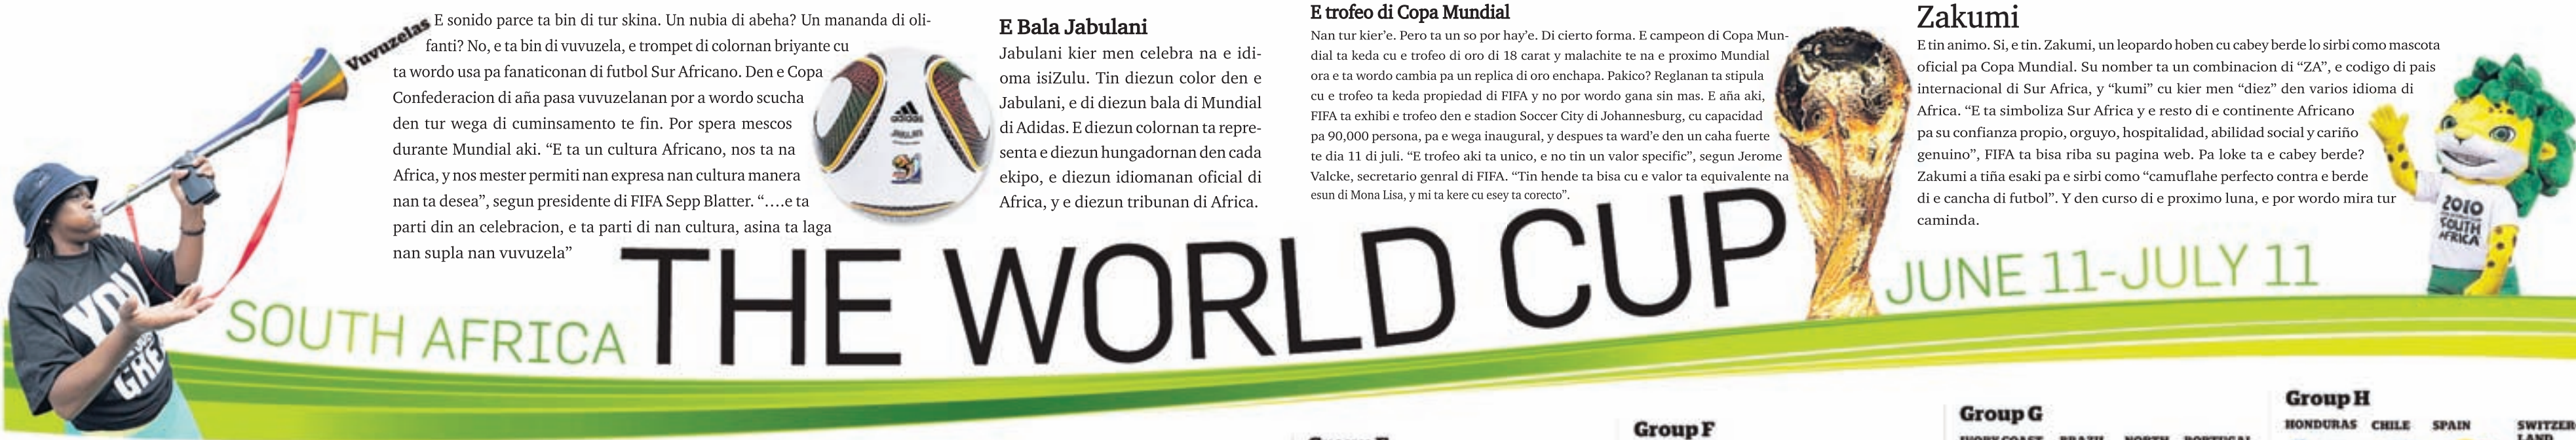 Vuvuzelas
E sonido parce ta bin di tur skina. Un nubia di abeha? Un mananda di oli-
fanti? No, e ta bin di vuvuzela, e trompet di colornan briyante cu
ta wordo usa pa fanaticonan di futbol Sur Africano. Den e Copa
Confederacion di aña pasa vuvuzelanan por a wordo scucha
den tur wega di cuminsamento te fin. Por spera mescos
durante Mundial aki. “E ta un cultura Africano, nos ta na
Africa, y nos mester permiti nan expresa nan cultura manera
nan ta desea”, segun presidente di FIFA Sepp Blatter. “….e ta
parti din an celebracion, e ta parti di nan cultura, asina ta laga
nan supla nan vuvuzela”
E Bala Jabulani
Jabulani kier men celebra na e idi-
oma isiZulu. Tin diezun color den e
Jabulani, e di diezun bala di Mundial
di Adidas. E diezun colornan ta repre-
senta e diezun hungadornan den cada
ekipo, e diezun idiomanan oficial di
Africa, y e diezun tribunan di Africa.
adidas
JABULANI
E trofeo di Copa Mundial
Nan tur kier’e. Pero ta un so por hay’e. Di cierto forma. E campeon di Copa Mun-
dial ta keda cu e trofeo di oro di 18 carat y malachite te na e proximo Mundial
ora e ta wordo cambia pa un replica di oro enchapa. Pakico? Reglanan ta stipula
cu e trofeo ta keda propiedad di FIFA y no por wordo gana sin mas. E aña aki,
FIFA ta exhibi e trofeo den e stadion Soccer City di Johannesburg, cu capacidad
pa 90,000 persona, pa e wega inaugural, y despues ta ward’e den un caha fuerte
te dia 11 di juli. “E trofeo aki ta unico, e no tin un valor specific”, segun Jerome
Valcke, secretario genral di FIFA. “Tin hende ta bisa cu e valor ta equivalente na
esun di Mona Lisa, y mi ta kere cu esey ta corecto”.
Zakumi
E tin animo. Si, e tin. Zakumi, un leopardo hoben cu cabey berde lo sirbi como mascota
oficial pa Copa Mundial. Su nomber ta un combinacion di “ZA”, e codigo di pais
internacional di Sur Africa, y “kumi” cu kier men “diez” den varios idioma di
Africa. “E ta simboliza Sur Africa y e resto di e continente Africano
pa su confianza propio, orguyo, hospitalidad, abilidad social y cariño
genuino”, FIFA ta bisa riba su pagina web. Pa loke ta e cabey berde?
Zakumi a tiña esaki pa e sirbi como “camuflahe perfecto contra e berde
di e cancha di futbol”. Y den curso di e proximo luna, e por wordo mira tur
caminda.
2010
SOUTH
AFRICA
YOU
GRE
SOUTH AFRICA THE WORLD CUP JUNE 11-JULY 11
Group F
Group G
Group H
HONDURAS CHILE SPAIN SWITZER